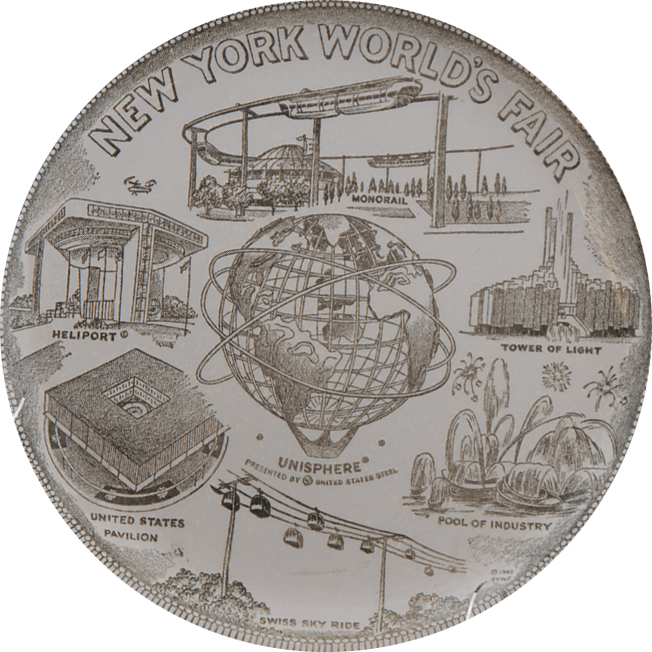 NEW YORK WORLD'S FAIR
MONORAIL
HELIPORT ©
TOWER OF LIGHT
UNISPHERE®
PRESENTED BY USS UNITED STATES STEEL
UNITED STATES
PAVILION
POOL OF INDUSTRY
SWISS SKY RIDE